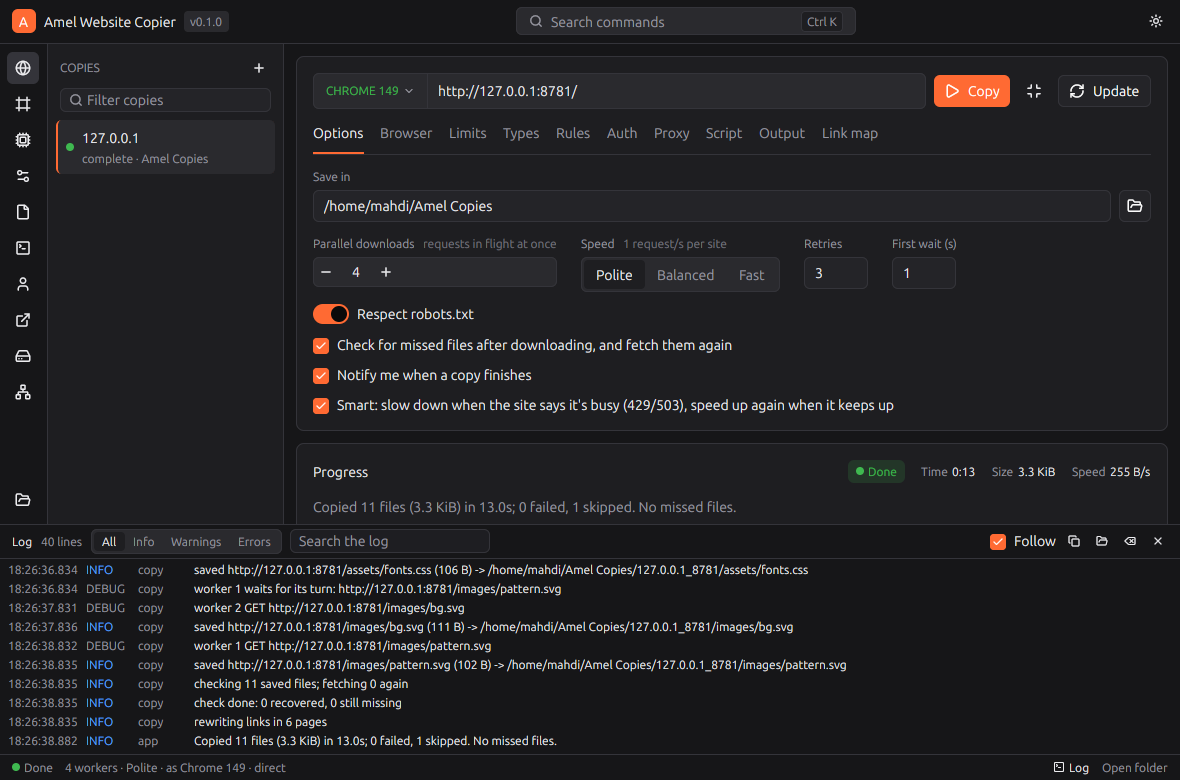 A Amel Website Copier v0.1.0 Search commands Ctrl K
COPIES +
Filter copies
127.0.0.1
complete · Amel Copies
CHROME 149 http://127.0.0.1:8781/ Copy Update
Options Browser Limits Types Rules Auth Proxy Script Output Link map
Save in
/home/mahdi/Amel Copies
Parallel downloads requests in flight at once Speed 1 request/s per site Retries First wait (s)
− 4 + Polite Balanced Fast 3 1
Respect robots.txt
Check for missed files after downloading, and fetch them again
Notify me when a copy finishes
Smart: slow down when the site says it's busy (429/503), speed up again when it keeps up
Progress Done Time 0:13 Size 3.3 KiB Speed 255 B/s
Copied 11 files (3.3 KiB) in 13.0s; 0 failed, 1 skipped. No missed files.
Log 40 lines All Info Warnings Errors Search the log Follow
18:26:36.834 INFO copy saved http://127.0.0.1:8781/assets/fonts.css (106 B) -> /home/mahdi/Amel Copies/127.0.0.1_8781/assets/fonts.css
18:26:36.834 DEBUG copy worker 1 waits for its turn: http://127.0.0.1:8781/images/pattern.svg
18:26:37.831 DEBUG copy worker 2 GET http://127.0.0.1:8781/images/bg.svg
18:26:37.836 INFO copy saved http://127.0.0.1:8781/images/bg.svg (111 B) -> /home/mahdi/Amel Copies/127.0.0.1_8781/images/bg.svg
18:26:38.832 DEBUG copy worker 1 GET http://127.0.0.1:8781/images/pattern.svg
18:26:38.835 INFO copy saved http://127.0.0.1:8781/images/pattern.svg (102 B) -> /home/mahdi/Amel Copies/127.0.0.1_8781/images/pattern.svg
18:26:38.835 INFO copy checking 11 saved files; fetching 0 again
18:26:38.835 INFO copy check done: 0 recovered, 0 still missing
18:26:38.835 INFO copy rewriting links in 6 pages
18:26:38.882 INFO app Copied 11 files (3.3 KiB) in 13.0s; 0 failed, 1 skipped. No missed files.
Done 4 workers · Polite · as Chrome 149 · direct Log Open folder